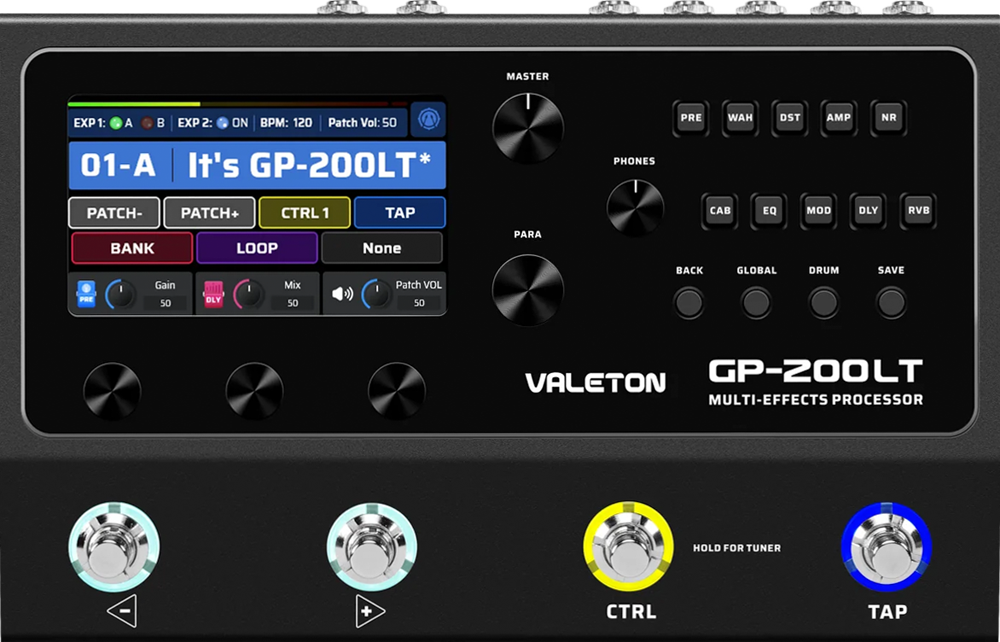 MASTER
EXP 1: A B EXP 2: ON BPM: 120 Patch Vol: 50
PRE WAH DST AMP NR
01-A It's GP-200LT*
PHONES
PATCH- PATCH+ CTRL 1 TAP
CAB EQ MOD DLY RVB
PARA
BANK LOOP None
BACK GLOBAL DRUM SAVE
Gain Mix Patch VOL
PRE 50 DLY 50 50
VALETON
GP-200LT
MULTI-EFFECTS PROCESSOR
HOLD FOR TUNER
- + CTRL TAP